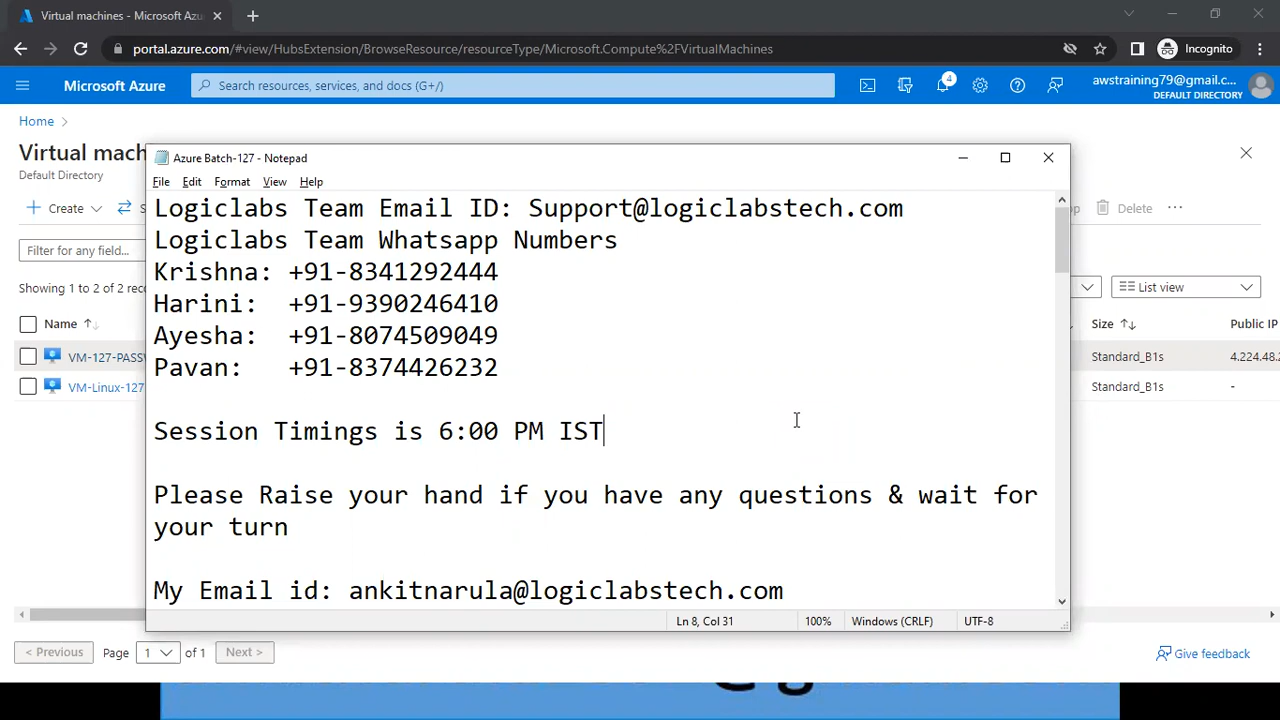 Virtual machines - Microsoft Azu
portal.azure.com/#view/HubsExtension/BrowseResource/resourceType/Microsoft.Compute%2FVirtualMachines
Incognito
Microsoft Azure
Search resources, services, and docs (G+/)
4
awstraining79@gmail.c...
DEFAULT DIRECTORY
Home >
Virtual mach
Default Directory
Create
Delete
Filter for any field...
Showing 1 to 2 of 2 rec
List view
Name
Size
Public IP
VM-127-PASSW
Standard_B1s
4.224.48.2
VM-Linux-127
Standard_B1s
-
< Previous
Page
1
of 1
Next >
Give feedback
Azure Batch-127 - Notepad
File Edit Format View Help
Logiclabs Team Email ID: Support@logiclabstech.com
Logiclabs Team Whatsapp Numbers
Krishna: +91-8341292444
Harini: +91-9390246410
Ayesha: +91-8074509049
Pavan: +91-8374426232
Session Timings is 6:00 PM IST
Please Raise your hand if you have any questions & wait for
your turn
My Email id: ankitnarula@logiclabstech.com
Ln 8, Col 31
100%
Windows (CRLF)
UTF-8